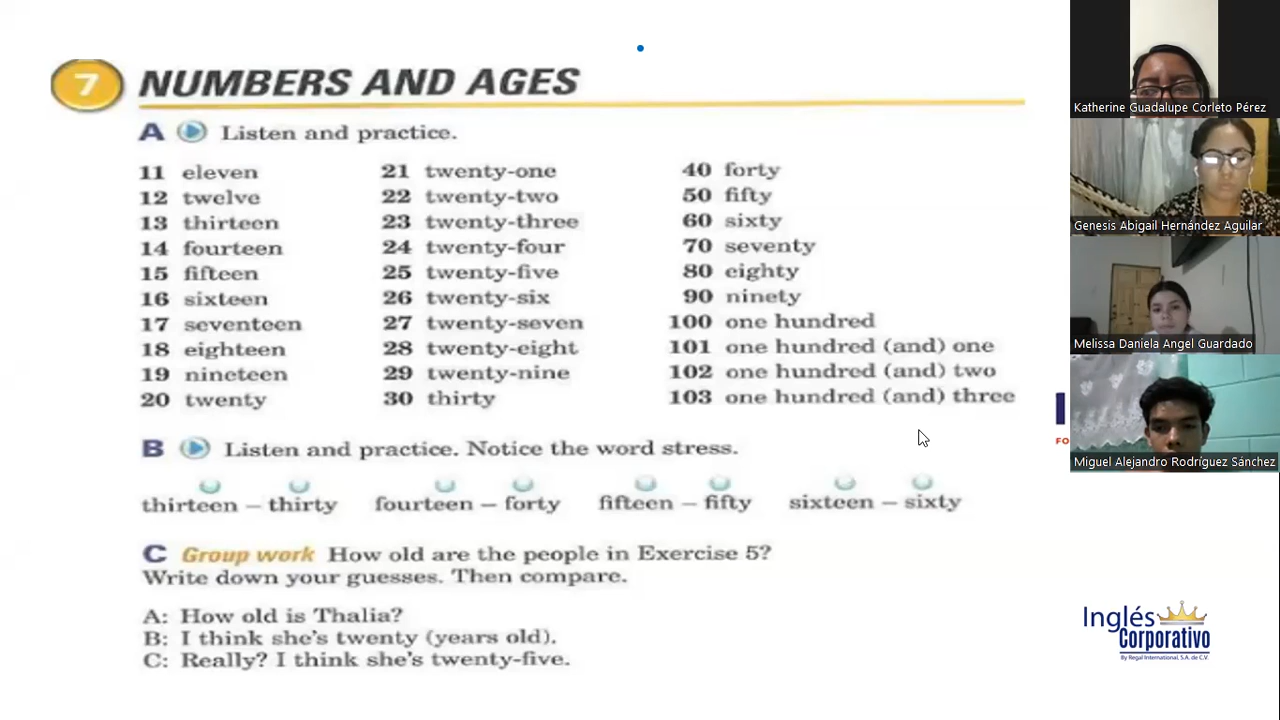 7 NUMBERS AND AGES
A Listen and practice.
11 eleven 21 twenty-one 40 forty
12 twelve 22 twenty-two 50 fifty
13 thirteen 23 twenty-three 60 sixty
14 fourteen 24 twenty-four 70 seventy
15 fifteen 25 twenty-five 80 eighty
16 sixteen 26 twenty-six 90 ninety
17 seventeen 27 twenty-seven 100 one hundred
18 eighteen 28 twenty-eight 101 one hundred (and) one
19 nineteen 29 twenty-nine 102 one hundred (and) two
20 twenty 30 thirty 103 one hundred (and) three
B Listen and practice. Notice the word stress.
thirteen – thirty fourteen – forty fifteen – fifty sixteen – sixty
C Group work How old are the people in Exercise 5?
Write down your guesses. Then compare.
A: How old is Thalia?
B: I think she's twenty (years old).
C: Really? I think she's twenty-five.
Katherine Guadalupe Corleto Pérez
Genesis Abigail Hernández Aguilar
Melissa Daniela Angel Guardado
Miguel Alejandro Rodríguez Sánchez
FO
Inglés
Corporativo
By Regal International, S.A. de C.V.